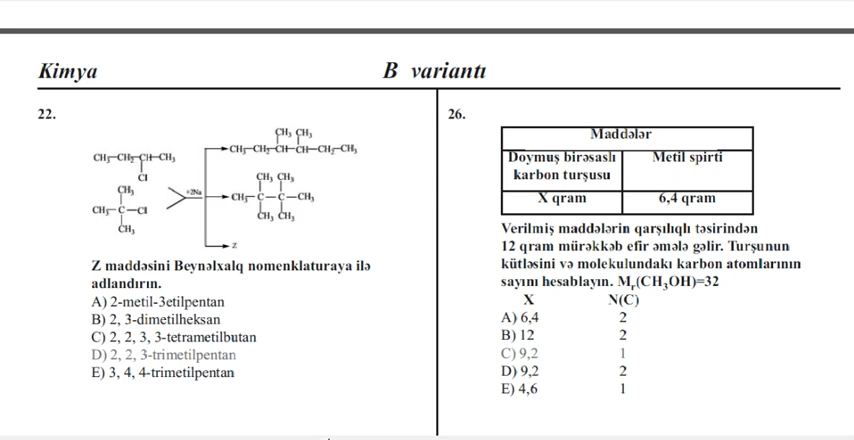 Kimya
B variantı
22.
CH₃—CH₂—CH—CH₃
Cl
CH₃
CH₃—C—Cl
CH₃
+2Na
CH₃ CH₃
CH₃—CH₂—CH—CH—CH₂—CH₃
CH₃ CH₃
CH₃—C—C—CH₃
CH₃ CH₃
Z
Z maddəsini Beynəlxalq nomenklaturaya ilə
adlandırın.
A) 2-metil-3etilpentan
B) 2, 3-dimetilheksan
C) 2, 2, 3, 3-tetrametilbutan
D) 2, 2, 3-trimetilpentan
E) 3, 4, 4-trimetilpentan
26.
Maddələr
Doymuş birəsaslı karbon turşusu
Metil spirti
X qram
6,4 qram
Verilmiş maddələrin qarşılıqlı təsirindən
12 qram mürəkkəb efir əmələ gəlir. Turşunun
kütləsini və molekulundakı karbon atomlarının
sayını hesablayın. Mᵣ(CH₃OH)=32
X N(C)
A) 6,4 2
B) 12 2
C) 9,2 1
D) 9,2 2
E) 4,6 1